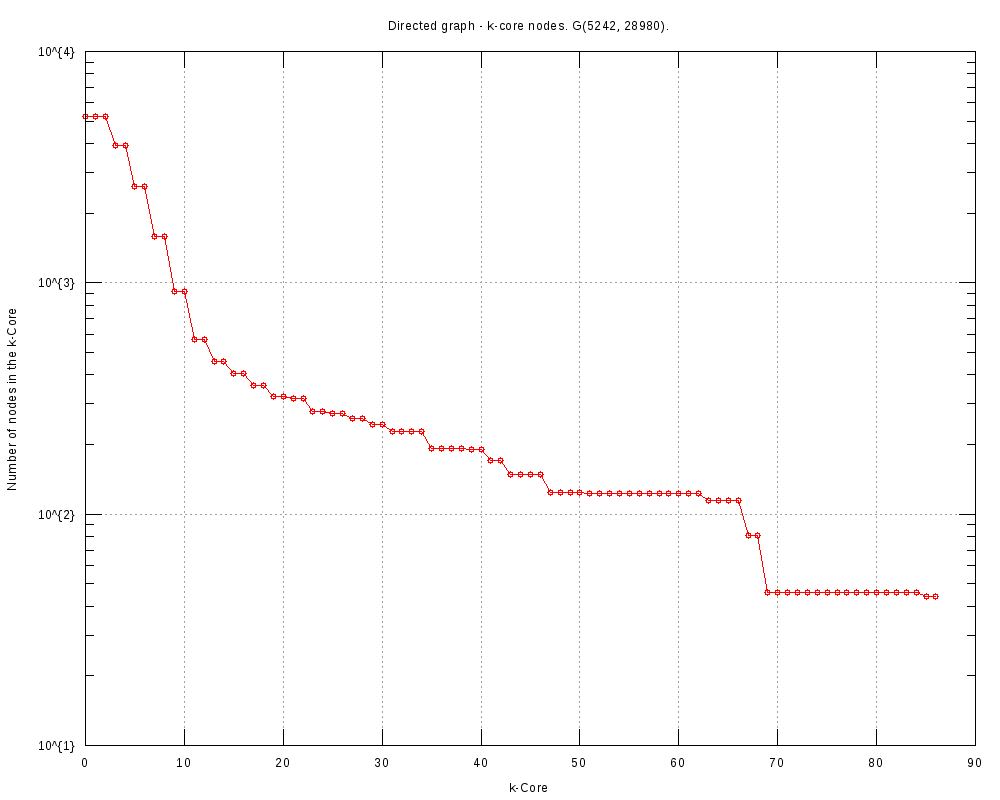 Directed graph - k-core nodes. G(5242, 28980).
10^{4}
10^{3}
10^{2}
10^{1}
Number of nodes in the k-Core
0 10 20 30 40 50 60 70 80 90
k-Core